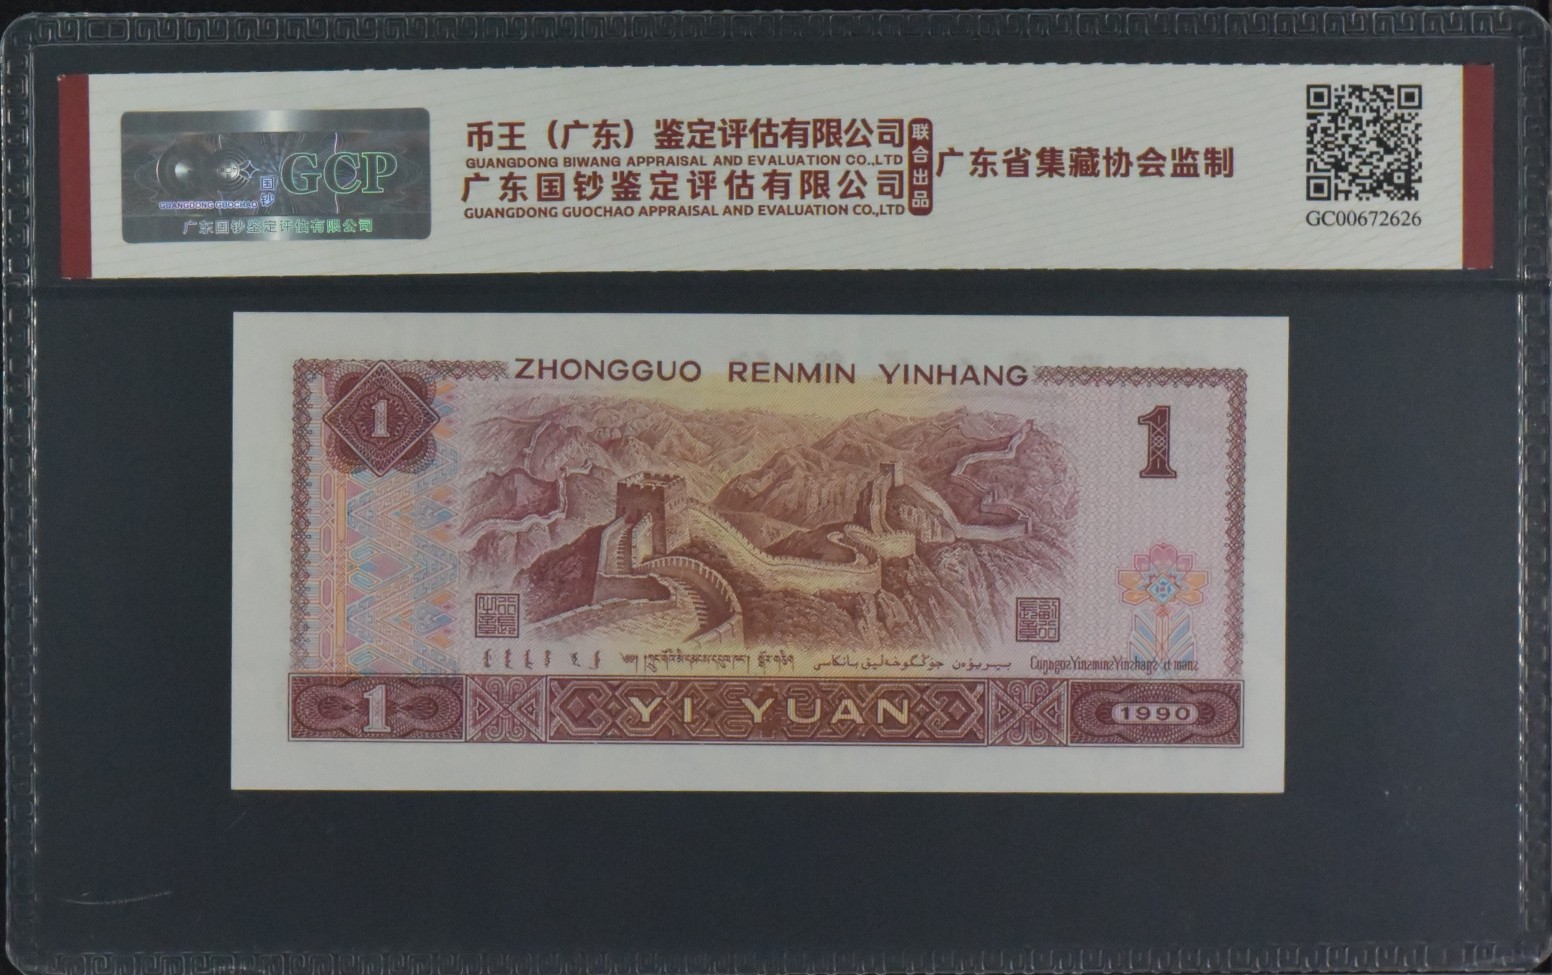 GCP
国钞
GUANGDONG GUOCHAO
广东国钞鉴定评估有限公司
币王（广东）鉴定评估有限公司
GUANGDONG BIWANG APPRAISAL AND EVALUATION CO.,LTD
广东国钞鉴定评估有限公司
GUANGDONG GUOCHAO APPRAISAL AND EVALUATION CO.,LTD
联合出品
广东省集藏协会监制
GC00672626
ZHONGGUO RENMIN YINHANG
1
1
1
YI YUAN
1990